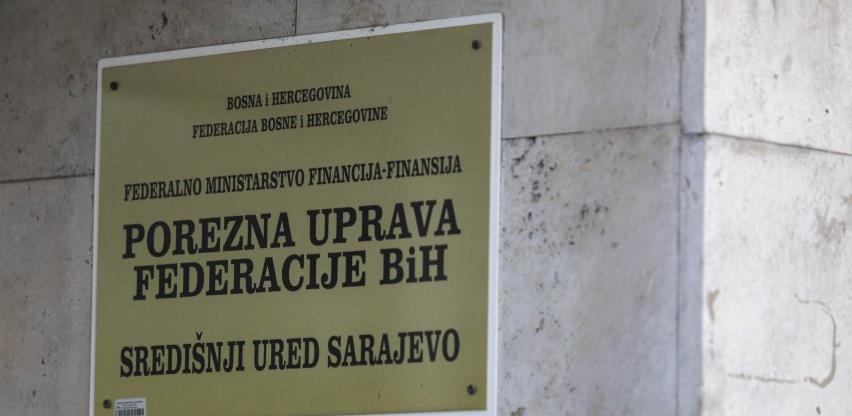 BOSNA i HERCEGOVINA
FEDERACIJA BOSNE i HERCEGOVINE
FEDERALNO MINISTARSTVO FINANCIJA-FINANSIJA
POREZNA UPRAVA
FEDERACIJE BiH
SREDIŠNJI URED SARAJEVO